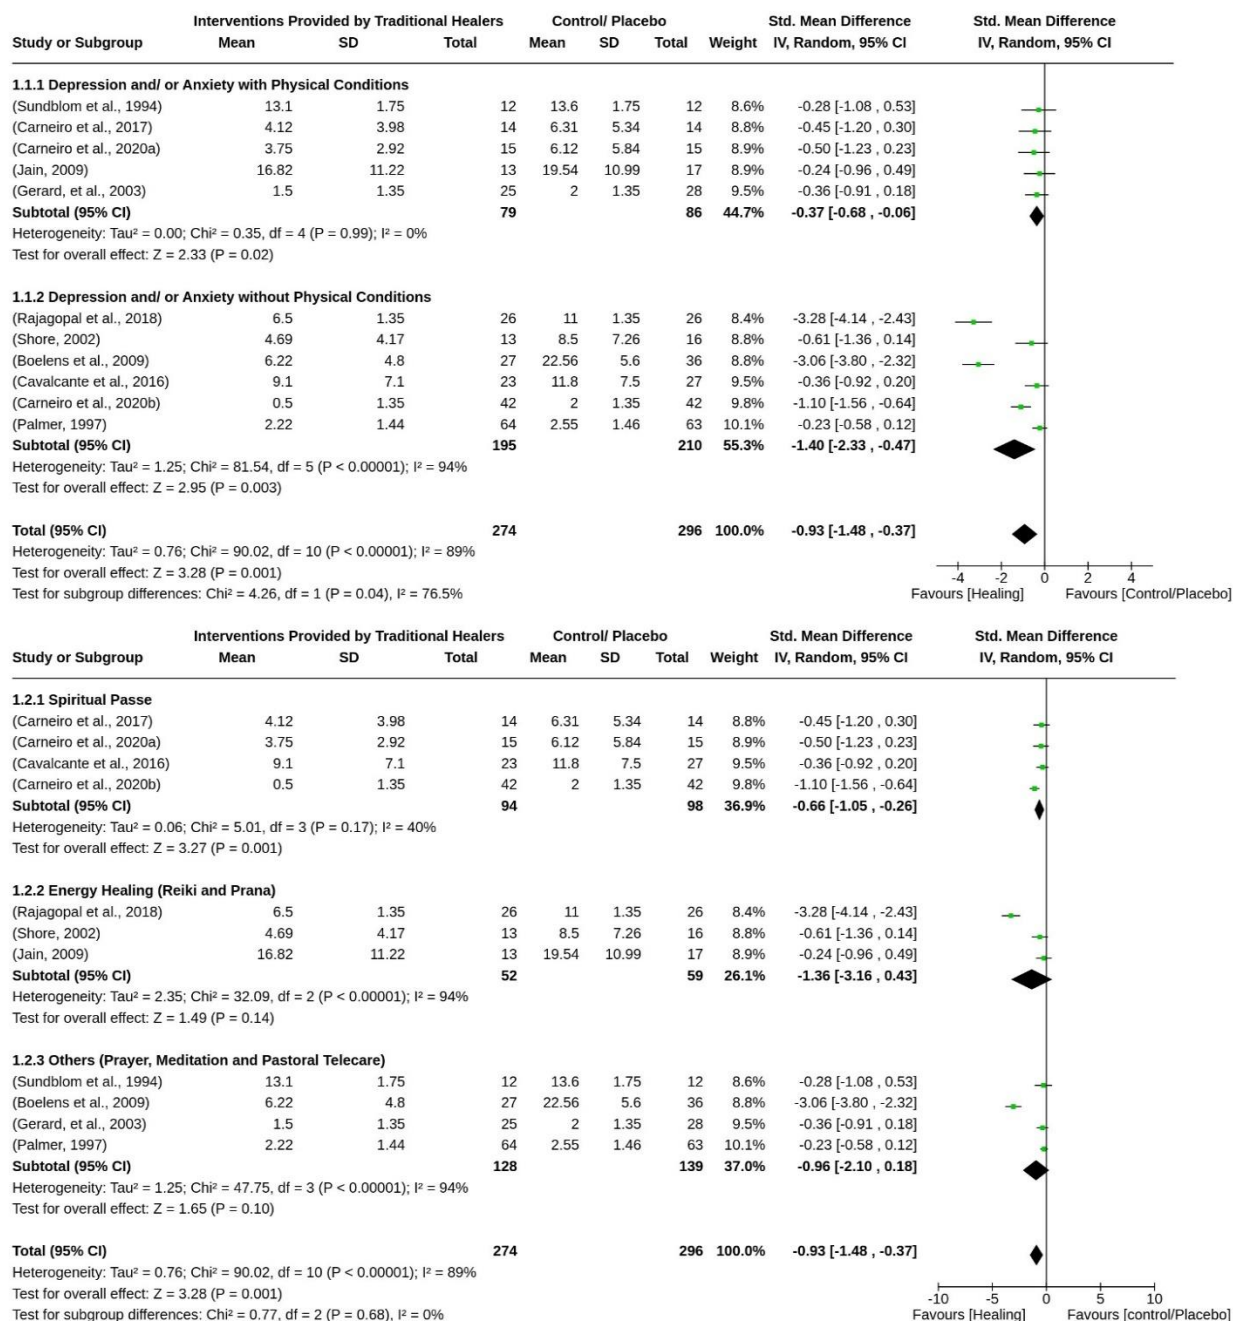 Interventions Provided by Traditional Healers Control/ Placebo Std. Mean Difference Std. Mean Difference
Study or Subgroup Mean SD Total Mean SD Total Weight IV, Random, 95% CI IV, Random, 95% CI
1.1.1 Depression and/ or Anxiety with Physical Conditions
(Sundblom et al., 1994) 13.1 1.75 12 13.6 1.75 12 8.6% -0.28 [-1.08 , 0.53]
(Carneiro et al., 2017) 4.12 3.98 14 6.31 5.34 14 8.8% -0.45 [-1.20 , 0.30]
(Carneiro et al., 2020a) 3.75 2.92 15 6.12 5.84 15 8.9% -0.50 [-1.23 , 0.23]
(Jain, 2009) 16.82 11.22 13 19.54 10.99 17 8.9% -0.24 [-0.96 , 0.49]
(Gerard, et al., 2003) 1.5 1.35 25 2 1.35 28 9.5% -0.36 [-0.91 , 0.18]
Subtotal (95% CI) 79 86 44.7% -0.37 [-0.68 , -0.06]
Heterogeneity: Tau² = 0.00; Chi² = 0.35, df = 4 (P = 0.99); I² = 0%
Test for overall effect: Z = 2.33 (P = 0.02)
1.1.2 Depression and/ or Anxiety without Physical Conditions
(Rajagopal et al., 2018) 6.5 1.35 26 11 1.35 26 8.4% -3.28 [-4.14 , -2.43]
(Shore, 2002) 4.69 4.17 13 8.5 7.26 16 8.8% -0.61 [-1.36 , 0.14]
(Boelens et al., 2009) 6.22 4.8 27 22.56 5.6 36 8.8% -3.06 [-3.80 , -2.32]
(Cavalcante et al., 2016) 9.1 7.1 23 11.8 7.5 27 9.5% -0.36 [-0.92 , 0.20]
(Carneiro et al., 2020b) 0.5 1.35 42 2 1.35 42 9.8% -1.10 [-1.56 , -0.64]
(Palmer, 1997) 2.22 1.44 64 2.55 1.46 63 10.1% -0.23 [-0.58 , 0.12]
Subtotal (95% CI) 195 210 55.3% -1.40 [-2.33 , -0.47]
Heterogeneity: Tau² = 1.25; Chi² = 81.54, df = 5 (P < 0.00001); I² = 94%
Test for overall effect: Z = 2.95 (P = 0.003)
Total (95% CI) 274 296 100.0% -0.93 [-1.48 , -0.37]
Heterogeneity: Tau² = 0.76; Chi² = 90.02, df = 10 (P < 0.00001); I² = 89%
Test for overall effect: Z = 3.28 (P = 0.001)
-4 -2 0 2 4
Test for subgroup differences: Chi² = 4.26, df = 1 (P = 0.04), I² = 76.5%
Favours [Healing] Favours [Control/Placebo]
Interventions Provided by Traditional Healers Control/ Placebo Std. Mean Difference Std. Mean Difference
Study or Subgroup Mean SD Total Mean SD Total Weight IV, Random, 95% CI IV, Random, 95% CI
1.2.1 Spiritual Passe
(Carneiro et al., 2017) 4.12 3.98 14 6.31 5.34 14 8.8% -0.45 [-1.20 , 0.30]
(Carneiro et al., 2020a) 3.75 2.92 15 6.12 5.84 15 8.9% -0.50 [-1.23 , 0.23]
(Cavalcante et al., 2016) 9.1 7.1 23 11.8 7.5 27 9.5% -0.36 [-0.92 , 0.20]
(Carneiro et al., 2020b) 0.5 1.35 42 2 1.35 42 9.8% -1.10 [-1.56 , -0.64]
Subtotal (95% CI) 94 98 36.9% -0.66 [-1.05 , -0.26]
Heterogeneity: Tau² = 0.06; Chi² = 5.01, df = 3 (P = 0.17); I² = 40%
Test for overall effect: Z = 3.27 (P = 0.001)
1.2.2 Energy Healing (Reiki and Prana)
(Rajagopal et al., 2018) 6.5 1.35 26 11 1.35 26 8.4% -3.28 [-4.14 , -2.43]
(Shore, 2002) 4.69 4.17 13 8.5 7.26 16 8.8% -0.61 [-1.36 , 0.14]
(Jain, 2009) 16.82 11.22 13 19.54 10.99 17 8.9% -0.24 [-0.96 , 0.49]
Subtotal (95% CI) 52 59 26.1% -1.36 [-3.16 , 0.43]
Heterogeneity: Tau² = 2.35; Chi² = 32.09, df = 2 (P < 0.00001); I² = 94%
Test for overall effect: Z = 1.49 (P = 0.14)
1.2.3 Others (Prayer, Meditation and Pastoral Telecare)
(Sundblom et al., 1994) 13.1 1.75 12 13.6 1.75 12 8.6% -0.28 [-1.08 , 0.53]
(Boelens et al., 2009) 6.22 4.8 27 22.56 5.6 36 8.8% -3.06 [-3.80 , -2.32]
(Gerard, et al., 2003) 1.5 1.35 25 2 1.35 28 9.5% -0.36 [-0.91 , 0.18]
(Palmer, 1997) 2.22 1.44 64 2.55 1.46 63 10.1% -0.23 [-0.58 , 0.12]
Subtotal (95% CI) 128 139 37.0% -0.96 [-2.10 , 0.18]
Heterogeneity: Tau² = 1.25; Chi² = 47.75, df = 3 (P < 0.00001); I² = 94%
Test for overall effect: Z = 1.65 (P = 0.10)
Total (95% CI) 274 296 100.0% -0.93 [-1.48 , -0.37]
Heterogeneity: Tau² = 0.76; Chi² = 90.02, df = 10 (P < 0.00001); I² = 89%
Test for overall effect: Z = 3.28 (P = 0.001)
-10 -5 0 5 10
Test for subgroup differences: Chi² = 0.77, df = 2 (P = 0.68), I² = 0%
Favours [Healing] Favours [control/Placebo]